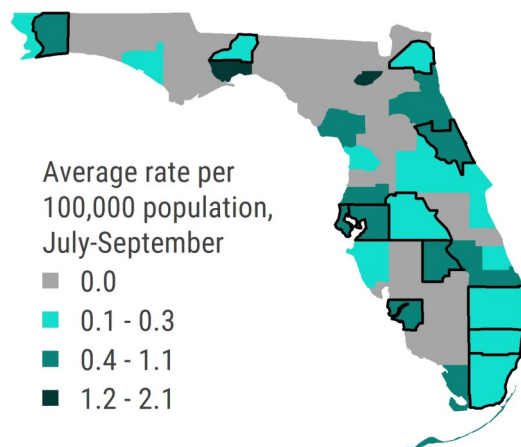 Average rate per
100,000 population,
July-September
0.0
0.1 - 0.3
0.4 - 1.1
1.2 - 2.1